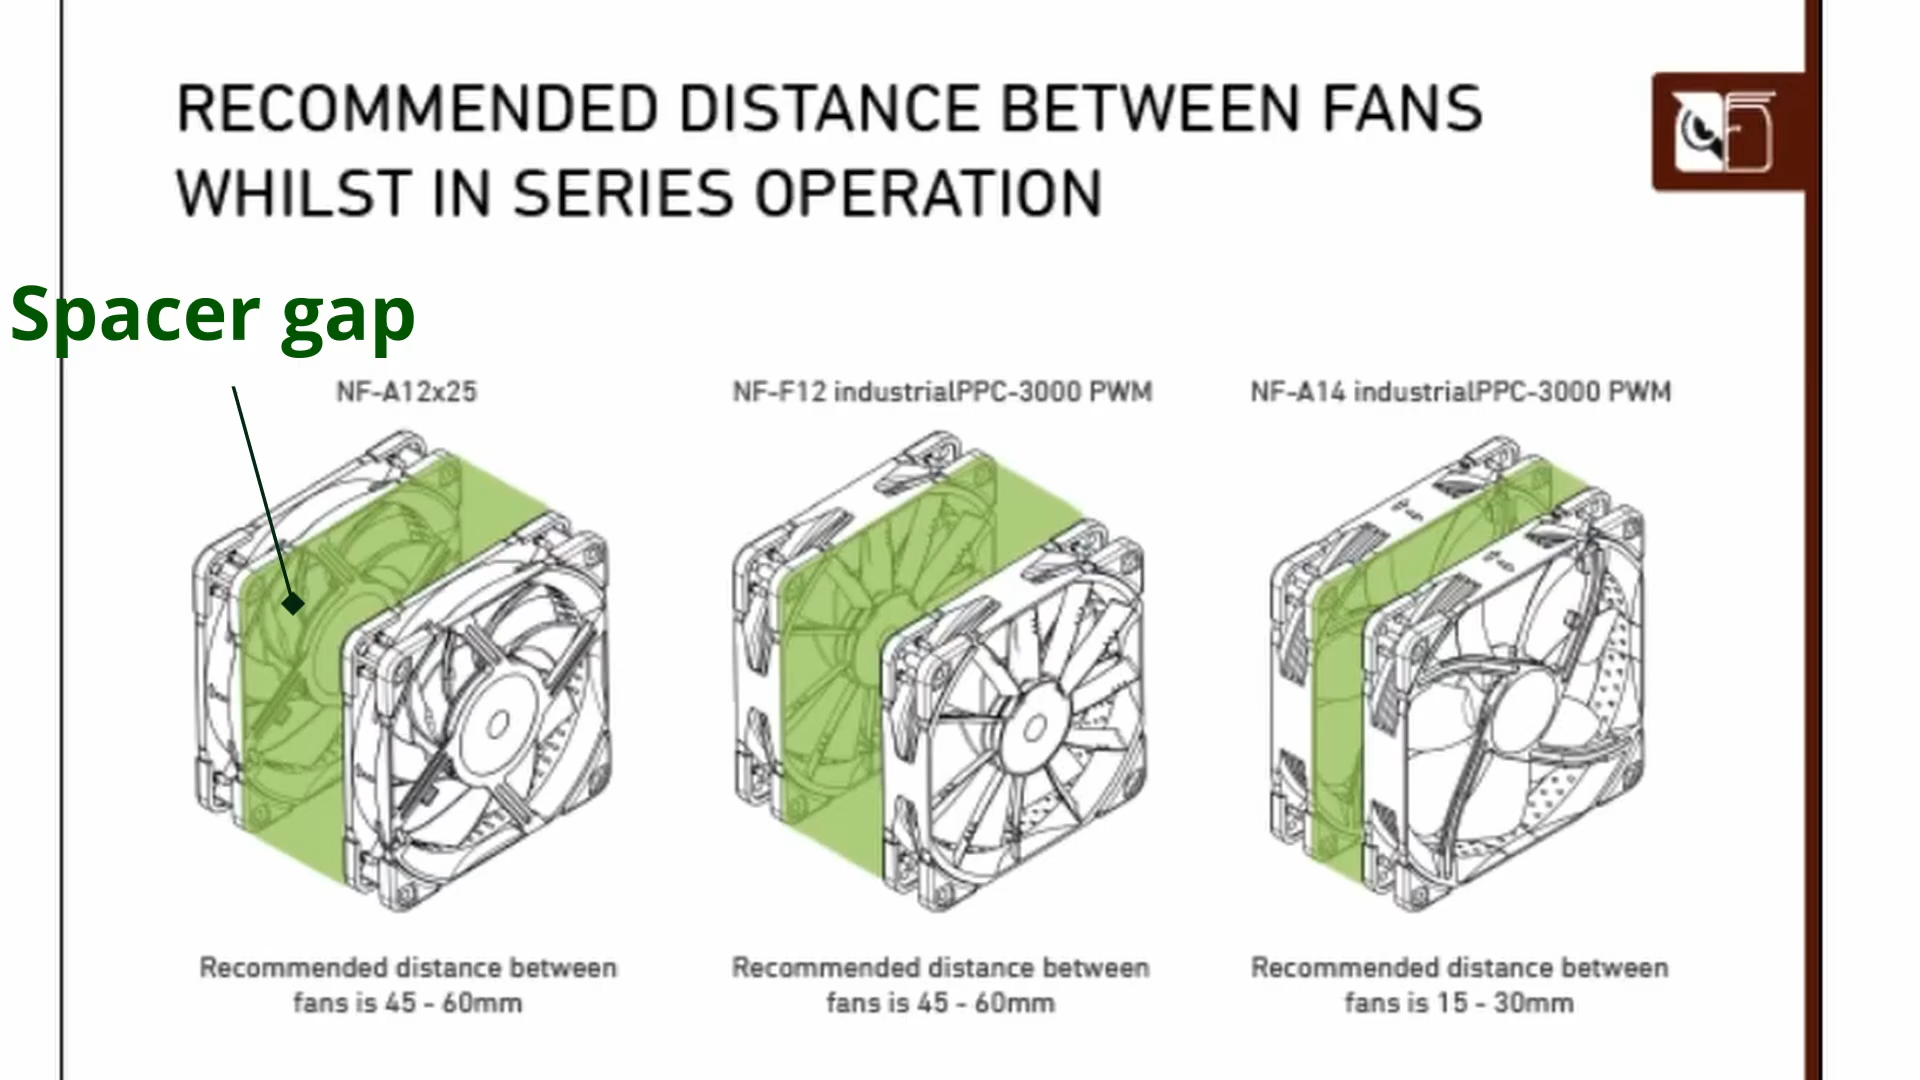 RECOMMENDED DISTANCE BETWEEN FANS
WHILST IN SERIES OPERATION
Spacer gap
NF-A12x25
NF-F12 industrialPPC-3000 PWM
NF-A14 industrialPPC-3000 PWM
Recommended distance between
fans is 45 - 60mm
Recommended distance between
fans is 45 - 60mm
Recommended distance between
fans is 15 - 30mm